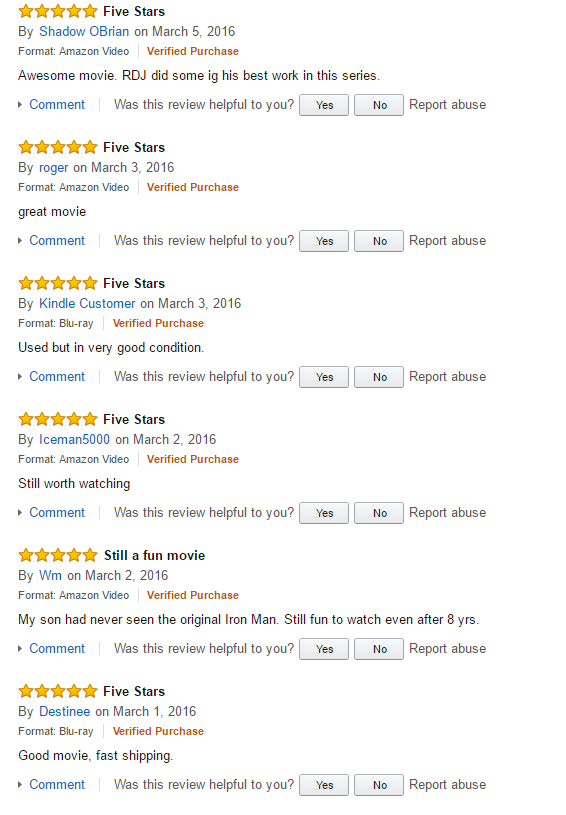 Five Stars
By Shadow OBrian on March 5, 2016
Format: Amazon Video Verified Purchase
Awesome movie. RDJ did some ig his best work in this series.
Comment Was this review helpful to you? Yes No Report abuse
Five Stars
By roger on March 3, 2016
Format: Amazon Video Verified Purchase
great movie
Comment Was this review helpful to you? Yes No Report abuse
Five Stars
By Kindle Customer on March 3, 2016
Format: Blu-ray Verified Purchase
Used but in very good condition.
Comment Was this review helpful to you? Yes No Report abuse
Five Stars
By Iceman5000 on March 2, 2016
Format: Amazon Video Verified Purchase
Still worth watching
Comment Was this review helpful to you? Yes No Report abuse
Still a fun movie
By Wm on March 2, 2016
Format: Amazon Video Verified Purchase
My son had never seen the original Iron Man. Still fun to watch even after 8 yrs.
Comment Was this review helpful to you? Yes No Report abuse
Five Stars
By Destinee on March 1, 2016
Format: Blu-ray Verified Purchase
Good movie, fast shipping.
Comment Was this review helpful to you? Yes No Report abuse